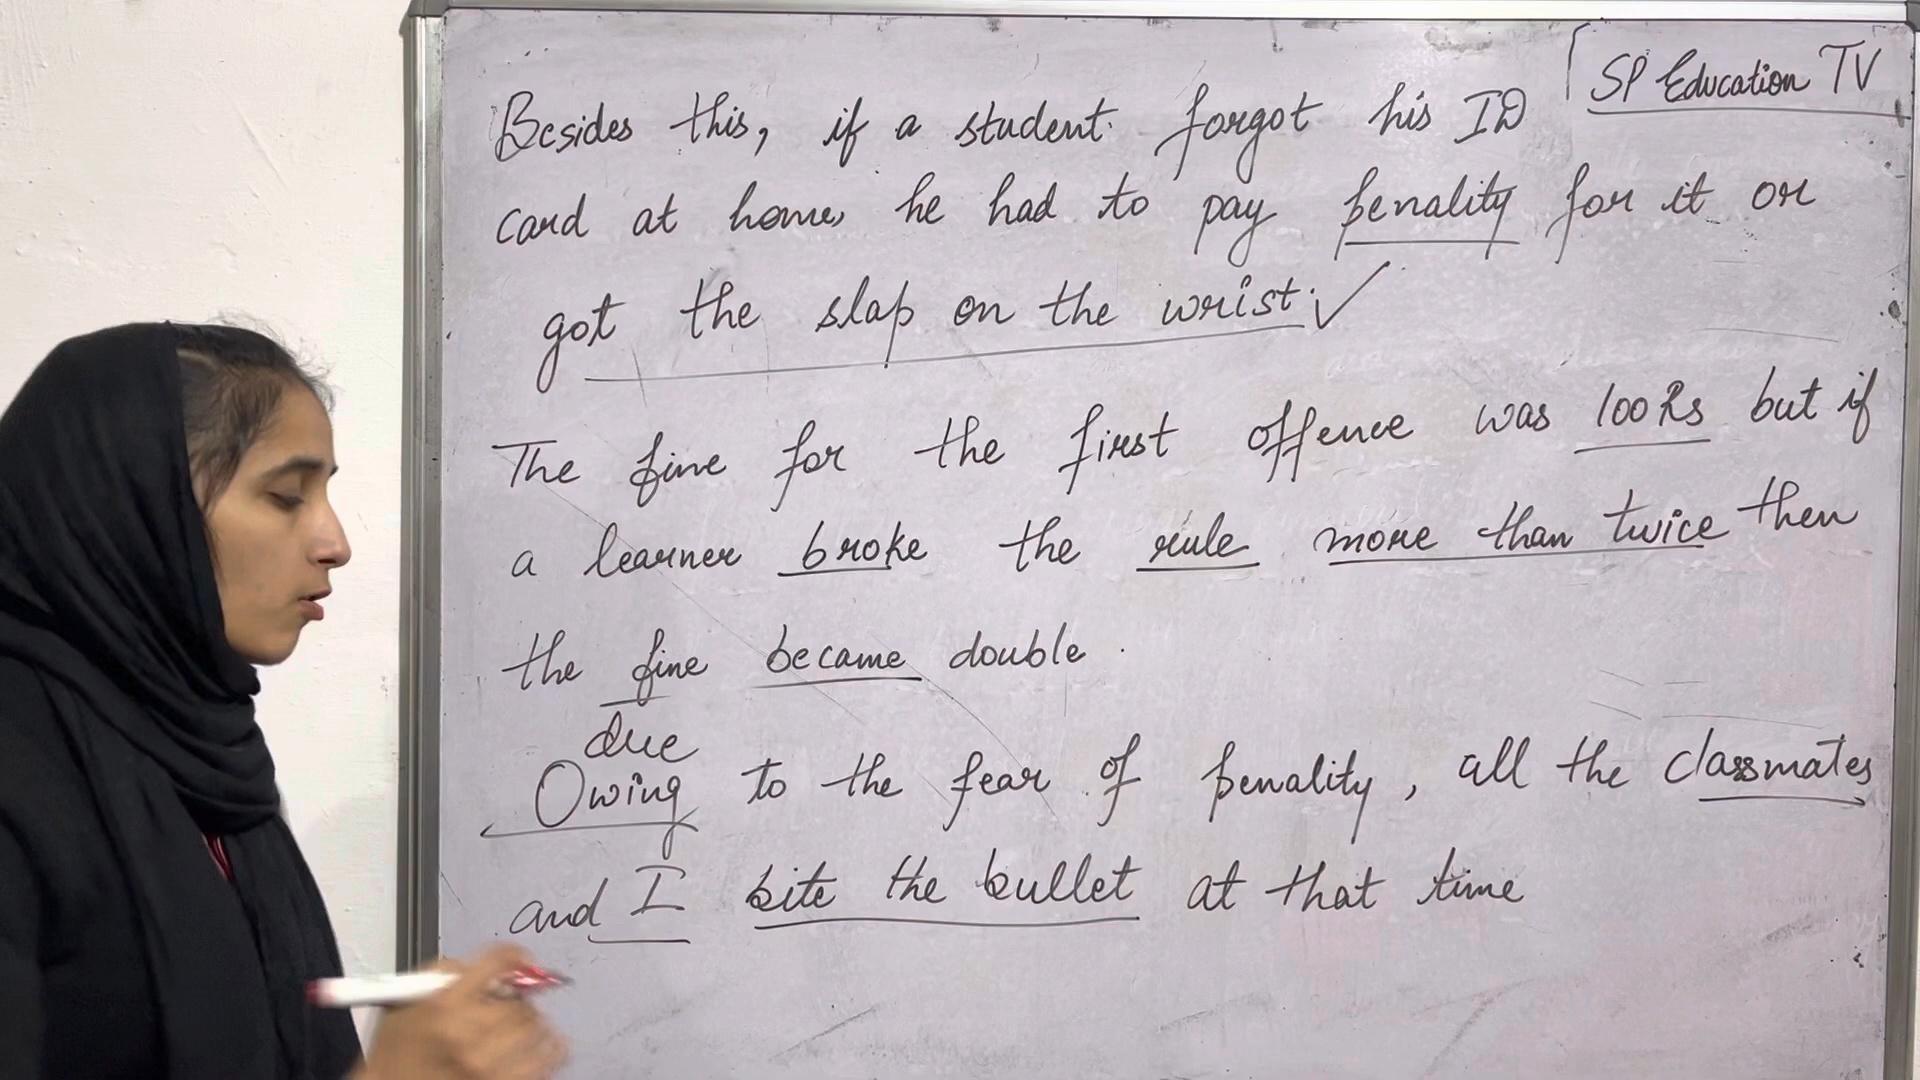 SP Education TV
Besides this, if a student forgot his ID
card at home, he had to pay penality for it or
got the slap on the wrist.
The fine for the first offence was 100Rs but if
a learner broke the rule more than twice then
the fine became double.
due
Owing to the fear of penality, all the classmates
and I bite the bullet at that time